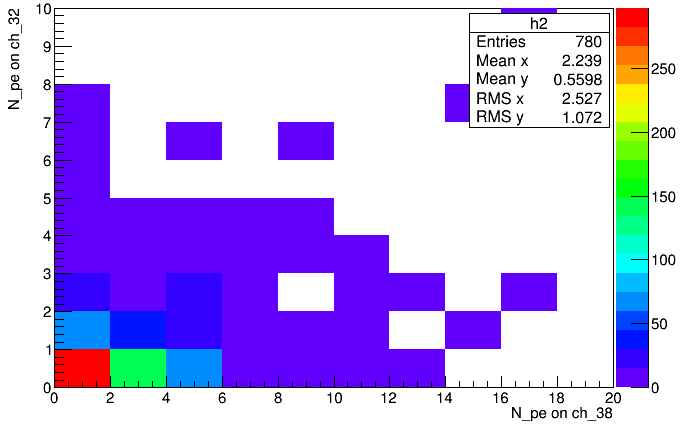 N_pe on ch_32
10
9
8
7
6
5
4
3
2
1
0
h2
Entries 780
Mean x 2.239
Mean y 0.5598
RMS x 2.527
RMS y 1.072
250
200
150
100
50
0
0 2 4 6 8 10 12 14 16 18 20
N_pe on ch_38